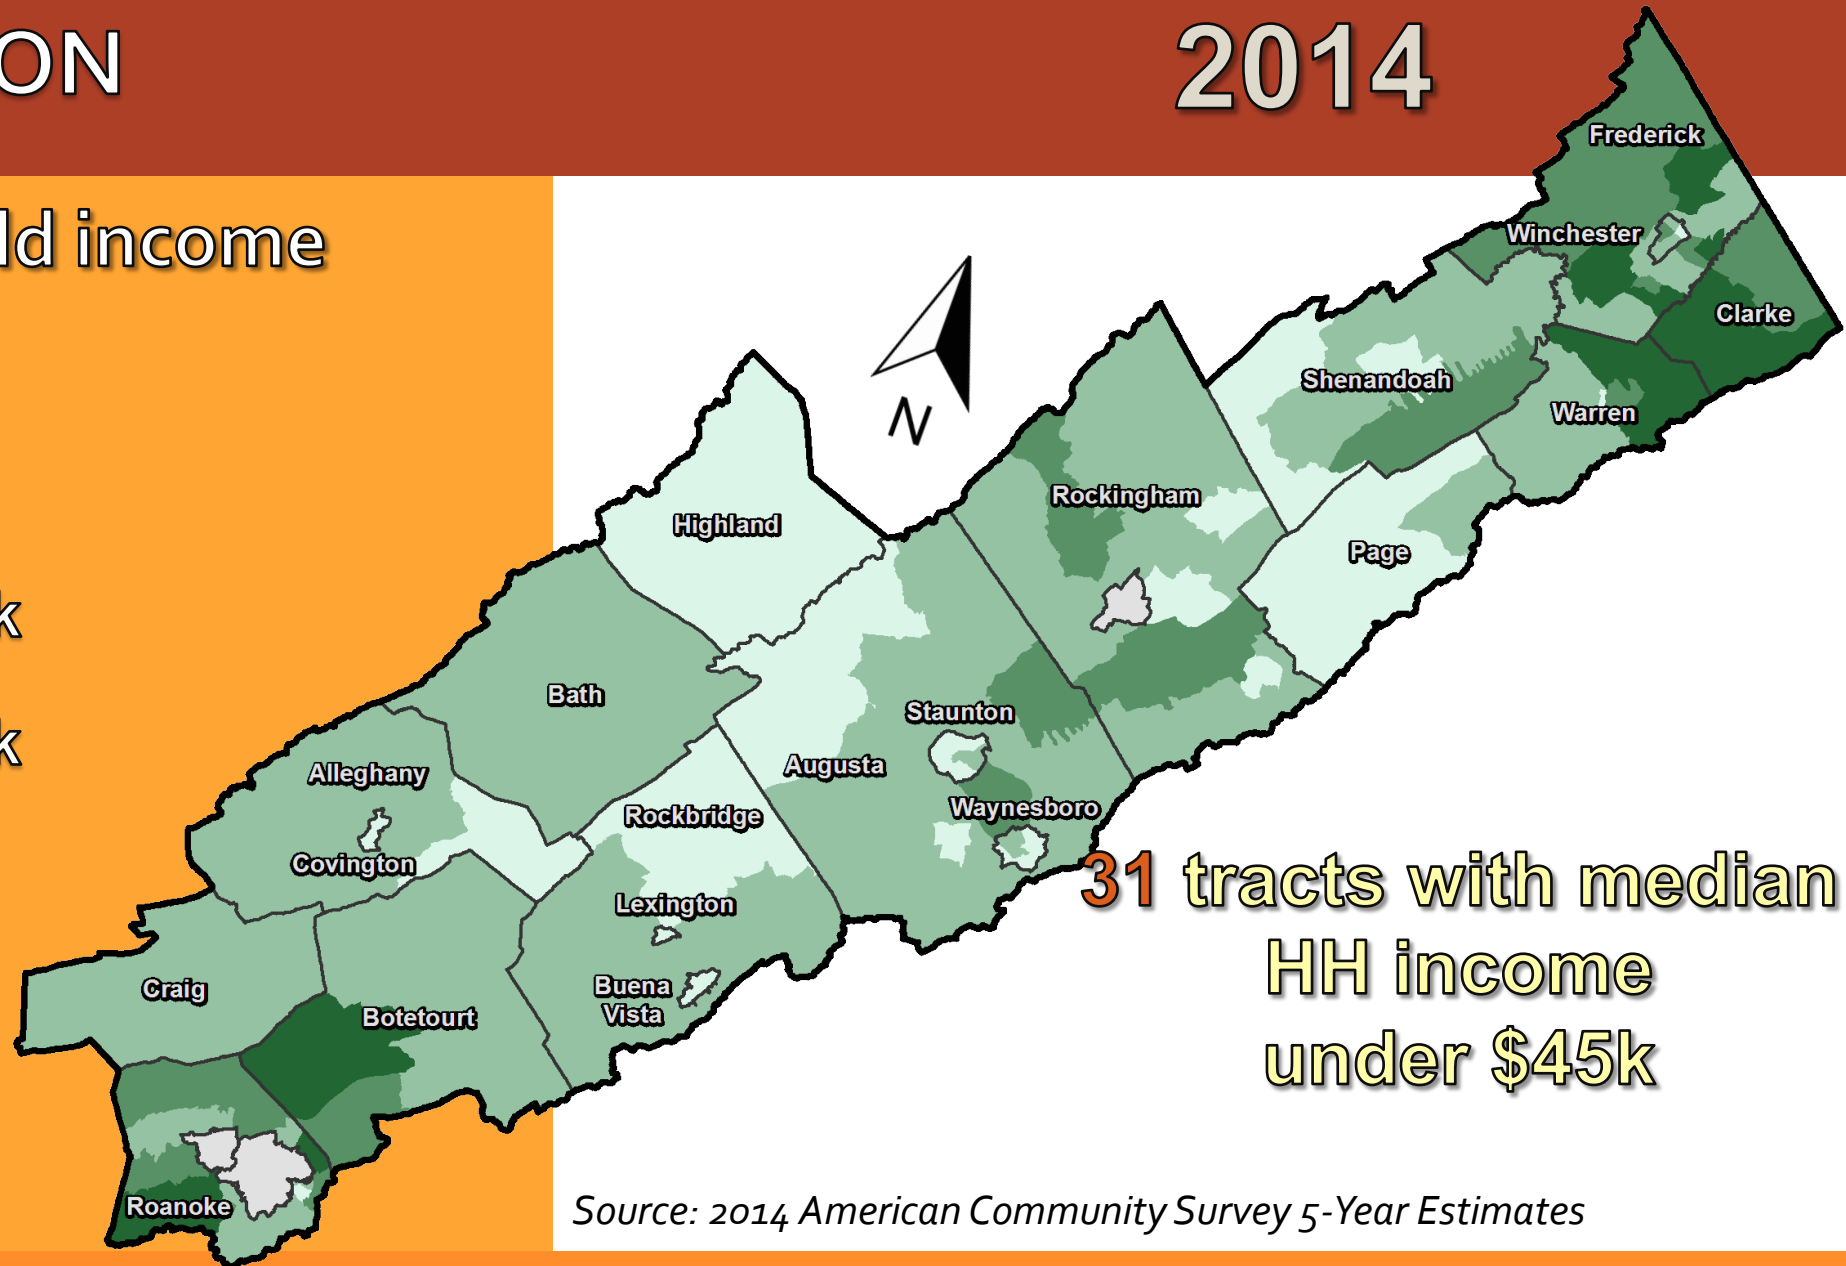 ON
2014
ld income
k
k
Frederick
Winchester
Clarke
Shenandoah
Warren
Rockingham
Page
Highland
Bath
Staunton
Augusta
Waynesboro
Alleghany
Covington
Rockbridge
Lexington
Buena
Vista
Craig
Botetourt
Roanoke
N
31 tracts with median
HH income
under $45k
Source: 2014 American Community Survey 5-Year Estimates